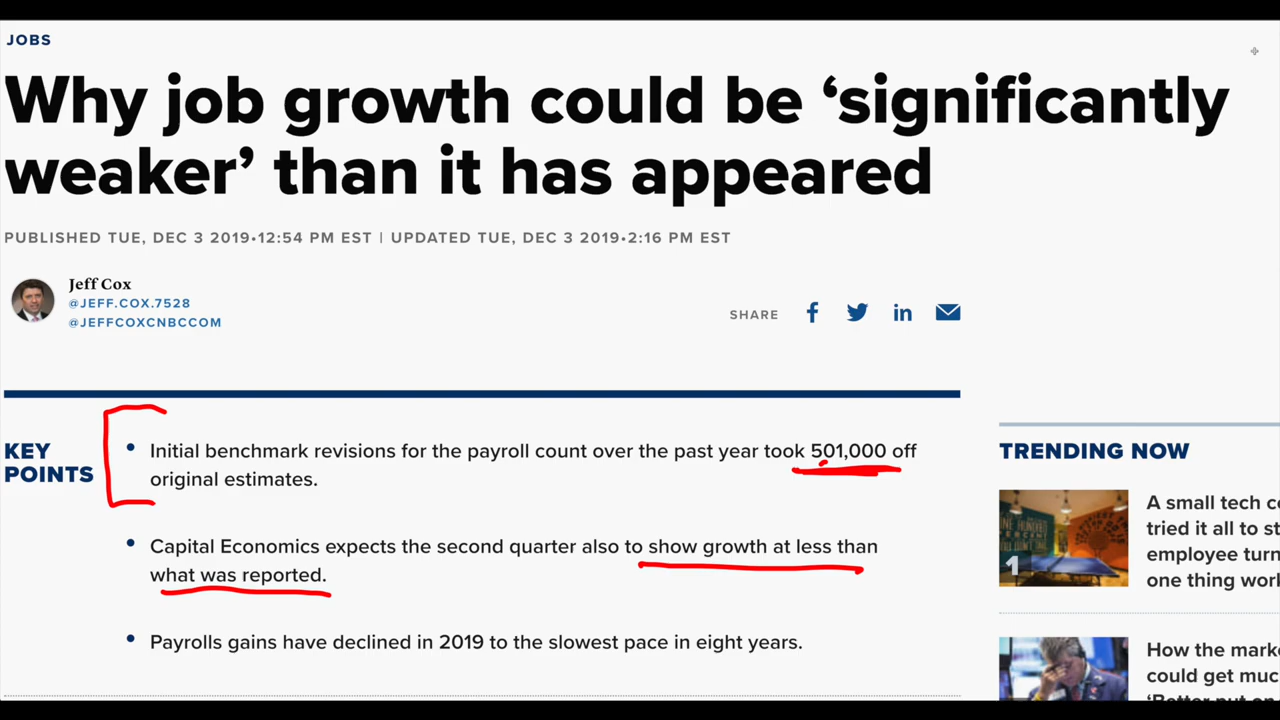 JOBS
Why job growth could be ‘significantly
weaker’ than it has appeared
PUBLISHED TUE, DEC 3 2019•12:54 PM EST | UPDATED TUE, DEC 3 2019•2:16 PM EST
Jeff Cox
@JEFF.COX.7528
@JEFFCOXCNBCCOM
SHARE
KEY
POINTS
• Initial benchmark revisions for the payroll count over the past year took 501,000 off
original estimates.
• Capital Economics expects the second quarter also to show growth at less than
what was reported.
• Payrolls gains have declined in 2019 to the slowest pace in eight years.
TRENDING NOW
1
A small tech co
tried it all to st
employee turn
one thing work
How the marke
could get muc
‘Better put on